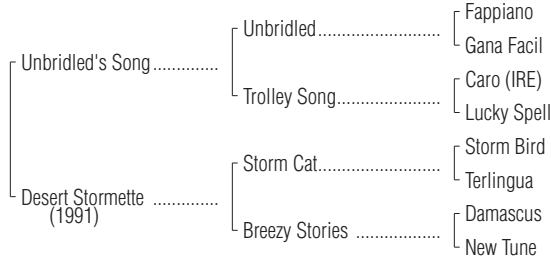 Fappiano
Unbridled........................
Gana Facil
Unbridled's Song.............
Caro (IRE)
Trolley Song....................
Lucky Spell
Storm Bird
Storm Cat........................
Terlingua
Desert Stormette .............
(1991)
Damascus
Breezy Stories .................
New Tune